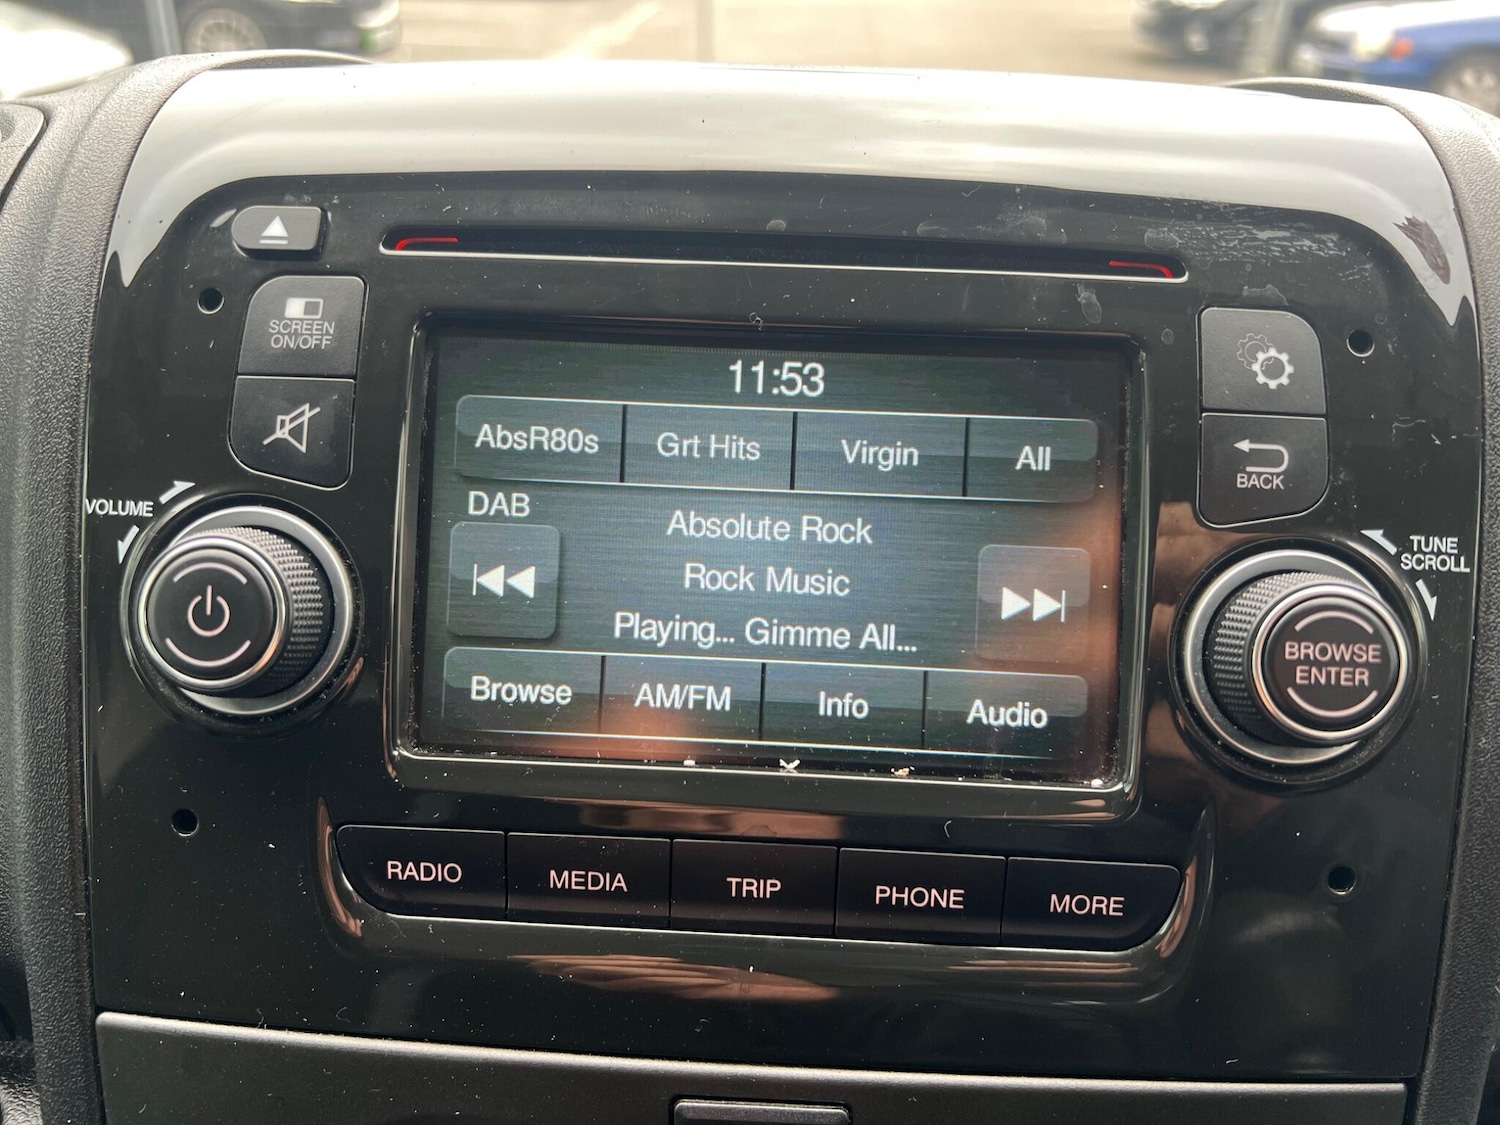 SCREEN
ON/OFF
VOLUME
11:53
AbsR80s Grt Hits Virgin All
DAB
Absolute Rock
Rock Music
Playing... Gimme All...
Browse AM/FM Info Audio
BACK
TUNE
SCROLL
BROWSE
ENTER
RADIO MEDIA TRIP PHONE MORE